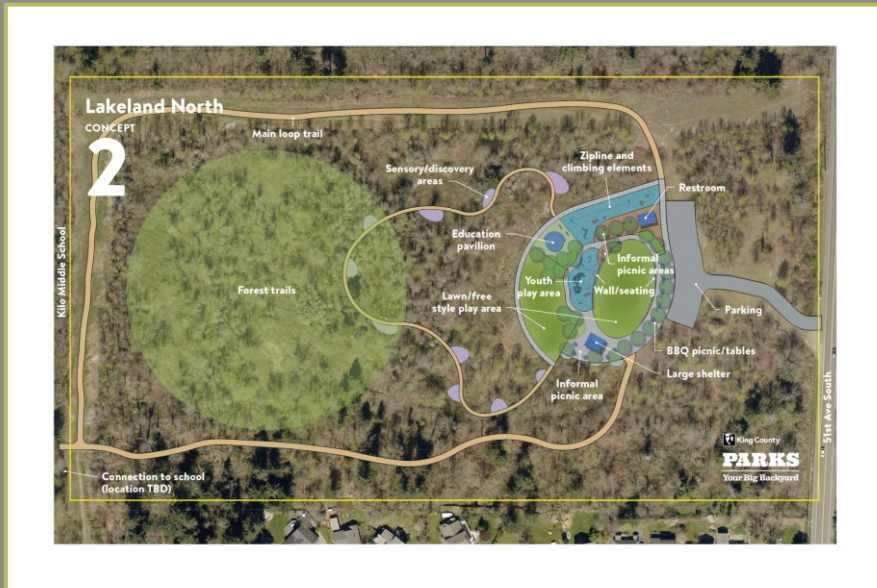 Lakeland North
CONCEPT
2
Main loop trail
Sensory/discovery
areas
Zipline and
climbing elements
Restroom
Education
pavilion
Informal
picnic areas
Youth
play area
Wall/seating
Forest trails
Lawn/free
style play area
Parking
BBQ picnic/tables
Large shelter
Informal
picnic area
Kilo Middle School
51st Ave South
Connection to school
(location TBD)
King County
PARKS
Your Big Backyard